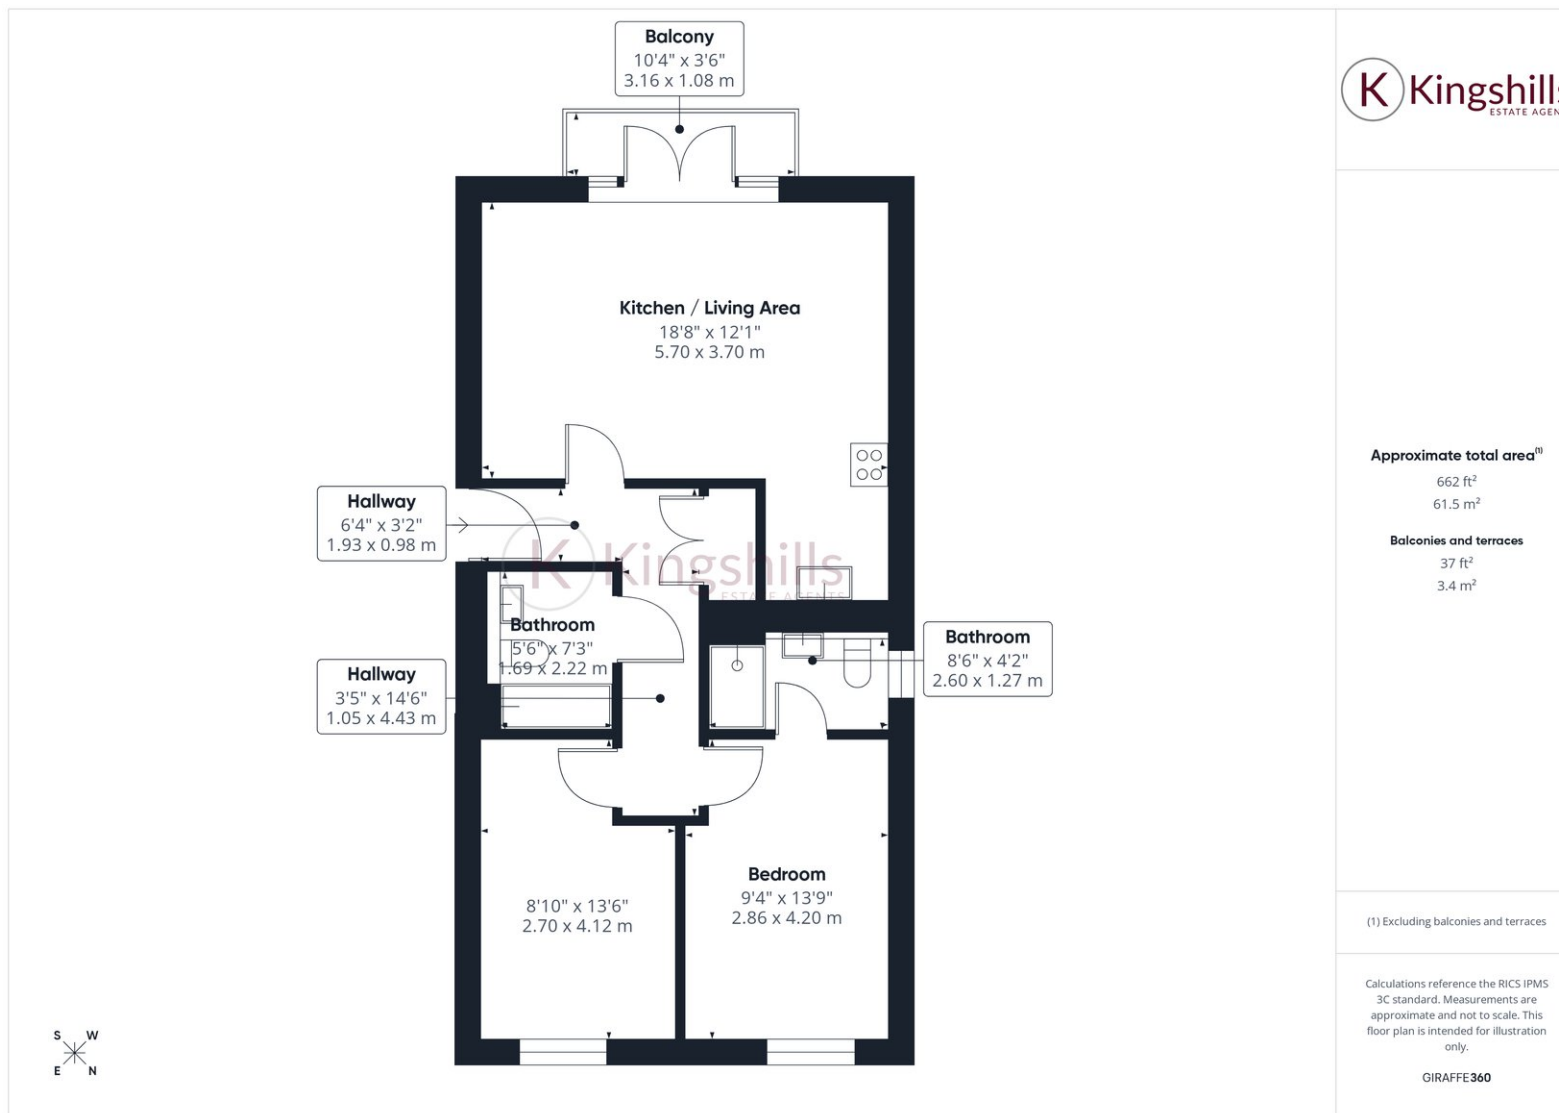 Balcony
10'4" x 3'6"
3.16 x 1.08 m
Kitchen / Living Area
18'8" x 12'1"
5.70 x 3.70 m
Hallway
6'4" x 3'2"
1.93 x 0.98 m
K Kingshills
ESTATE AGENTS
Bathroom
5'6" x 7'3"
1.69 x 2.22 m
Bathroom
8'6" x 4'2"
2.60 x 1.27 m
Hallway
3'5" x 14'6"
1.05 x 4.43 m
8'10" x 13'6"
2.70 x 4.12 m
Bedroom
9'4" x 13'9"
2.86 x 4.20 m
S W
E N
K Kingshills
ESTATE AGEN
Approximate total area(1)
662 ft²
61.5 m²
Balconies and terraces
37 ft²
3.4 m²
(1) Excluding balconies and terraces
Calculations reference the RICS IPMS
3C standard. Measurements are
approximate and not to scale. This
floor plan is intended for illustration
only.
GIRAFFE360